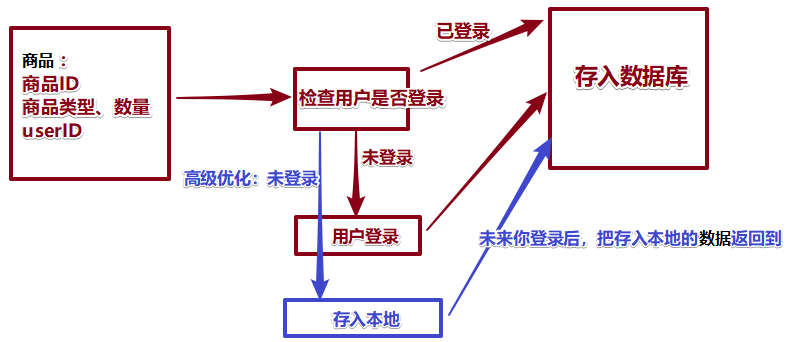 商品 ：
商品ID
商品类型、数量
userID
检查用户是否登录
已登录
存入数据库
未登录
高级优化：未登录
用户登录
未来你登录后，把存入本地的数据返回到
存入本地